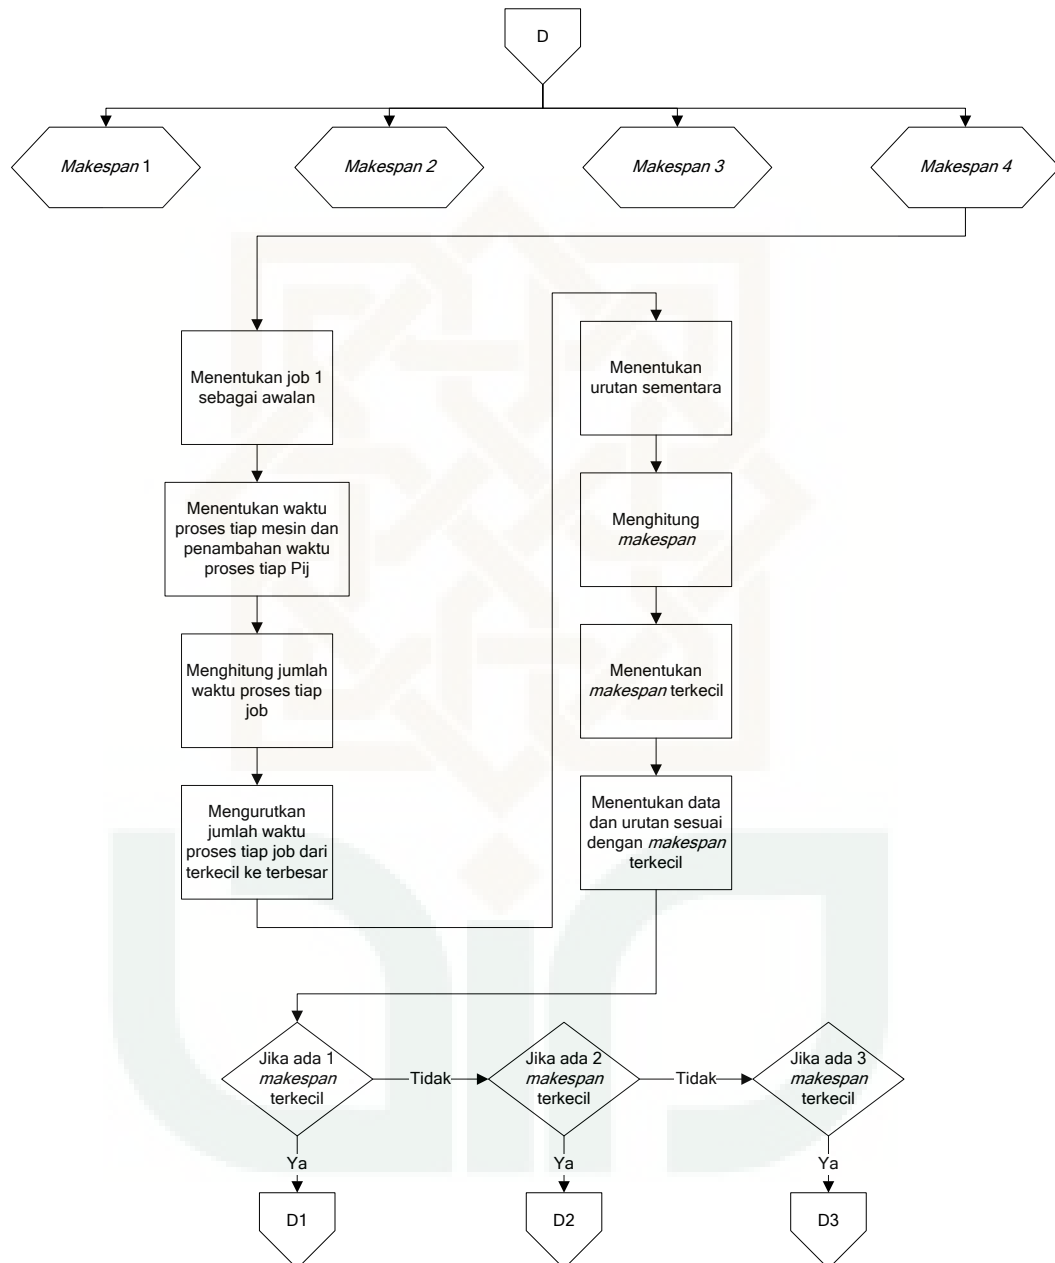 D
Makespan 1
Makespan 2
Makespan 3
Makespan 4
Menentukan job 1
sebagai awalan
Menentukan waktu
proses tiap mesin dan
penambahan waktu
proses tiap Pij
Menghitung jumlah
waktu proses tiap
job
Mengurutkan
jumlah waktu
proses tiap job dari
terkecil ke terbesar
Menentukan
urutan sementara
Menghitung
makespan
Menentukan
makespan terkecil
Menentukan data
dan urutan sesuai
dengan makespan
terkecil
Jika ada 1
makespan
terkecil
Tidak
Jika ada 2
makespan
terkecil
Tidak
Jika ada 3
makespan
terkecil
Ya
Ya
Ya
D1
D2
D3